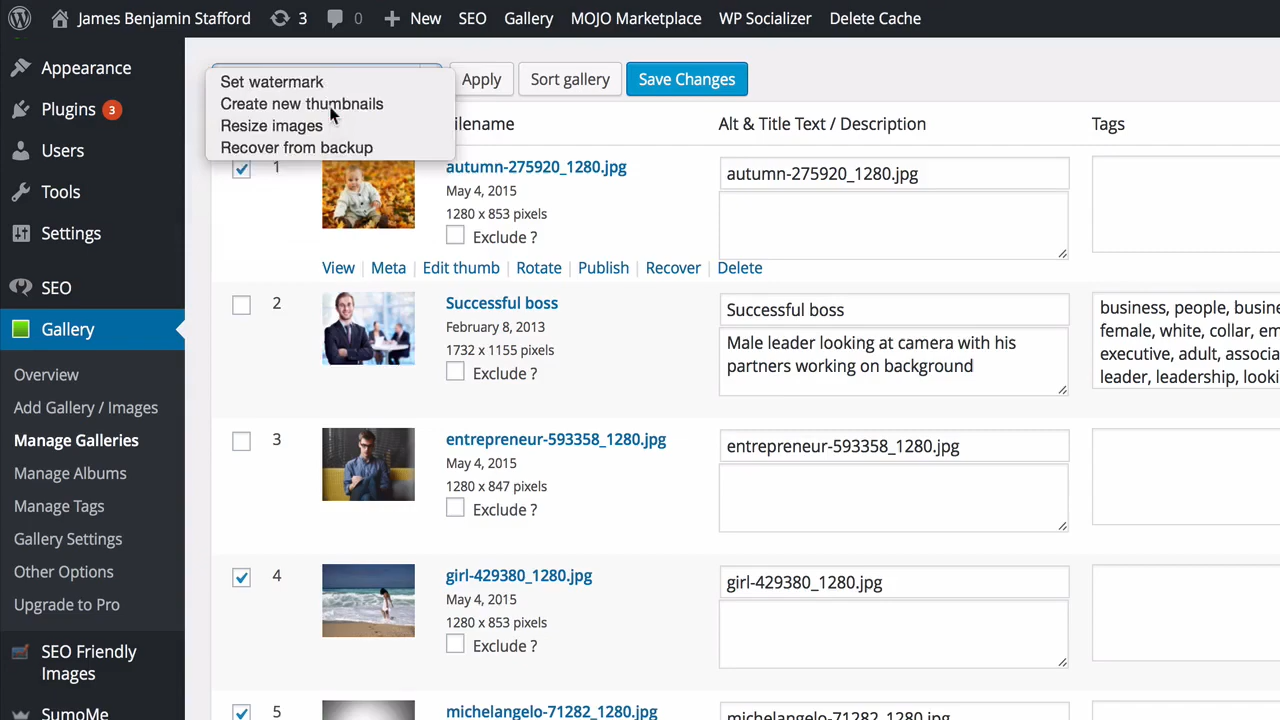 James Benjamin Stafford 3 0 New SEO Gallery MOJO Marketplace WP Socializer Delete Cache
Appearance
Plugins 3
Users
Tools
Settings
SEO
Gallery
Overview
Add Gallery / Images
Manage Galleries
Manage Albums
Manage Tags
Gallery Settings
Other Options
Upgrade to Pro
SEO Friendly
Images
SumoMe
Set watermark
Create new thumbnails
Resize images
Recover from backup
Apply Sort gallery Save Changes
Alt & Title Text / Description Tags
1 autumn-275920_1280.jpg
May 4, 2015
1280 x 853 pixels
Exclude ?
autumn-275920_1280.jpg
View | Meta | Edit thumb | Rotate | Publish | Recover | Delete
2 Successful boss
February 8, 2013
1732 x 1155 pixels
Exclude ?
Successful boss
Male leader looking at camera with his
partners working on background
business, people, busine
female, white, collar, em
executive, adult, associa
leader, leadership, looki
3 entrepreneur-593358_1280.jpg
May 4, 2015
1280 x 847 pixels
Exclude ?
entrepreneur-593358_1280.jpg
4 girl-429380_1280.jpg
May 4, 2015
1280 x 853 pixels
Exclude ?
girl-429380_1280.jpg
5 michelangelo-71282_1280.jpg
michelangelo-71282_1280.jpg